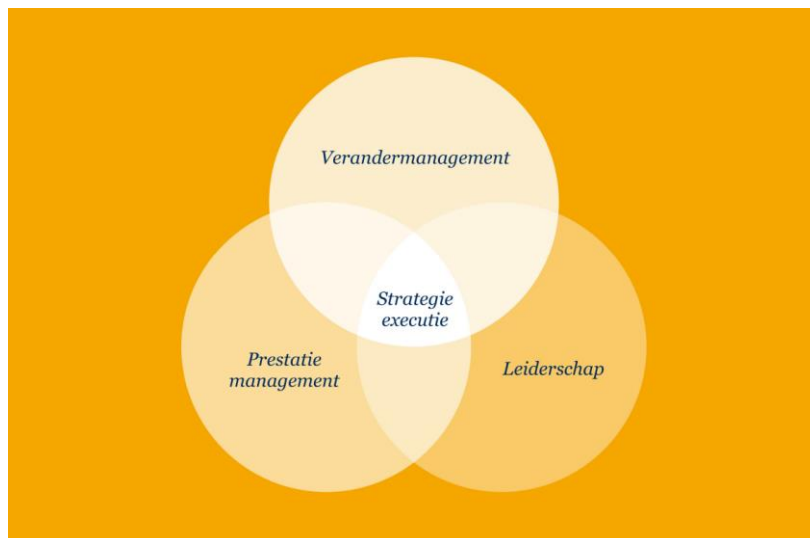 Verandermanagement
Strategie
executie
Prestatie
management
Leiderschap